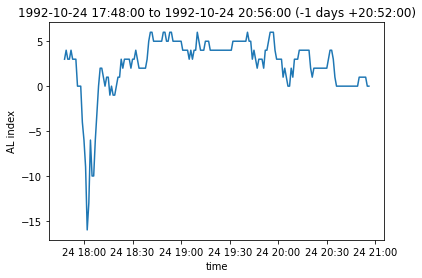 1992-10-24 17:48:00 to 1992-10-24 20:56:00 (-1 days +20:52:00)
5
0
−5
−10
−15
AL index
24 18:00 24 18:30 24 19:00 24 19:30 24 20:00 24 20:30 24 21:00
time